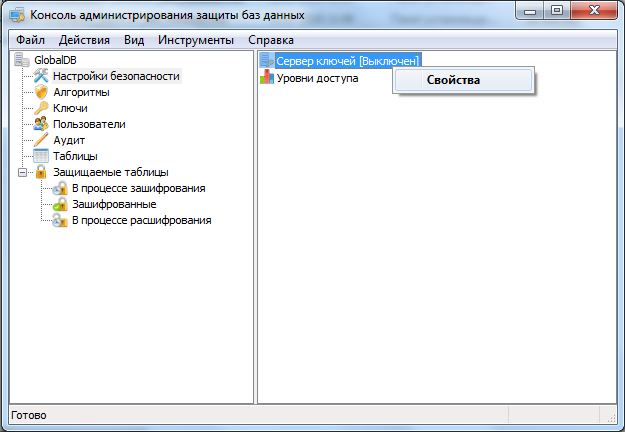 Консоль администрирования защиты баз данных
Файл Действия Вид Инструменты Справка
GlobalDB
Настройки безопасности
Алгоритмы
Ключи
Пользователи
Аудит
Таблицы
Защищаемые таблицы
В процессе зашифрования
Зашифрованные
В процессе расшифрования
Сервер ключей [Выключен]
Уровни доступа
Свойства
Готово